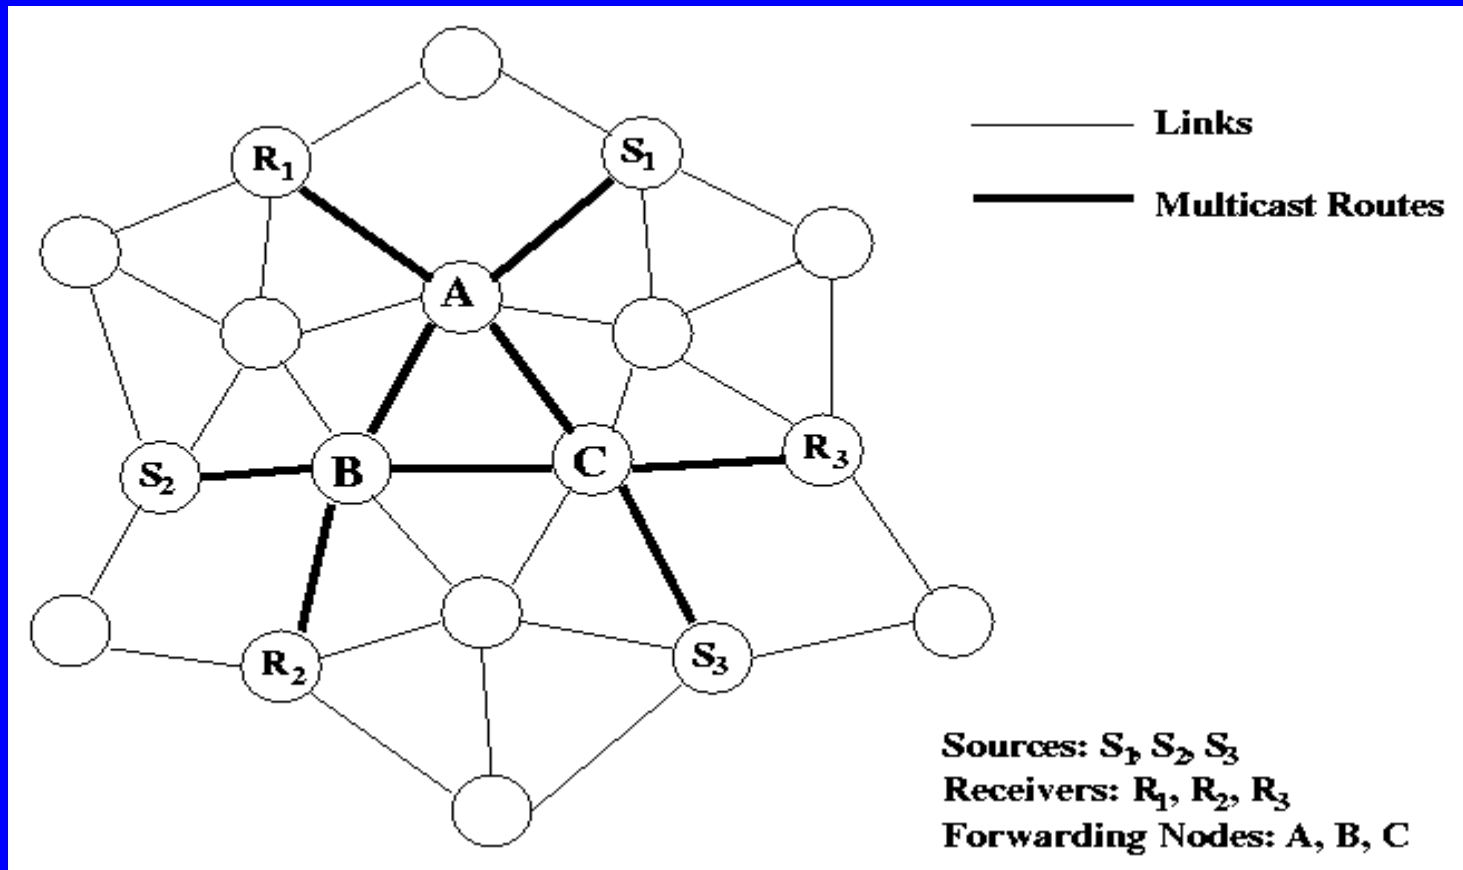 R1
S1
Links
Multicast Routes
A
B
C
R3
S2
R2
S3
Sources: S1, S2, S3
Receivers: R1, R2, R3
Forwarding Nodes: A, B, C